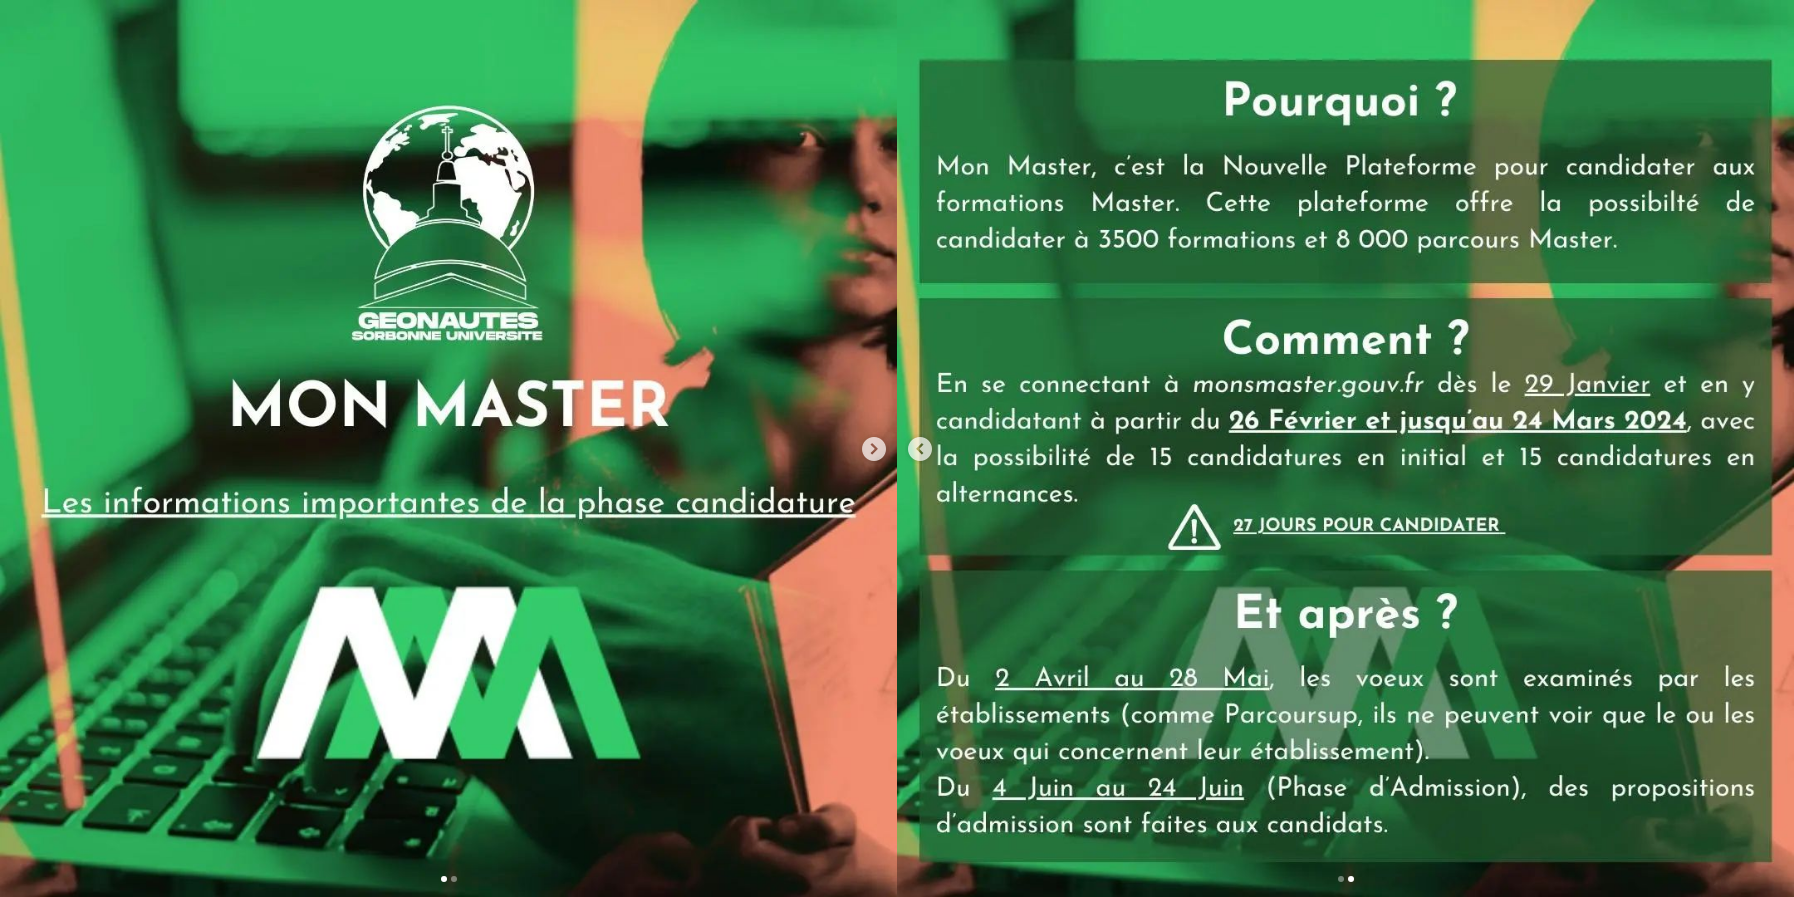 GEONAUTES
SORBONNE UNIVERSITE
MON MASTER
Les informations importantes de la phase candidature
Pourquoi ?
Mon Master, c'est la Nouvelle Plateforme pour candidater aux
formations Master. Cette plateforme offre la possibilté de
candidater à 3500 formations et 8 000 parcours Master.
Comment ?
En se connectant à monsmaster.gouv.fr dès le 29 Janvier et en y
candidatant à partir du 26 Février et jusqu'au 24 Mars 2024, avec
la possibilité de 15 candidatures en initial et 15 candidatures en
alternances.
27 JOURS POUR CANDIDATER
Et après ?
Du 2 Avril au 28 Mai, les voeux sont examinés par les
établissements (comme Parcoursup, ils ne peuvent voir que le ou les
voeux qui concernent leur établissement).
Du 4 Juin au 24 Juin (Phase d'Admission), des propositions
d'admission sont faites aux candidats.